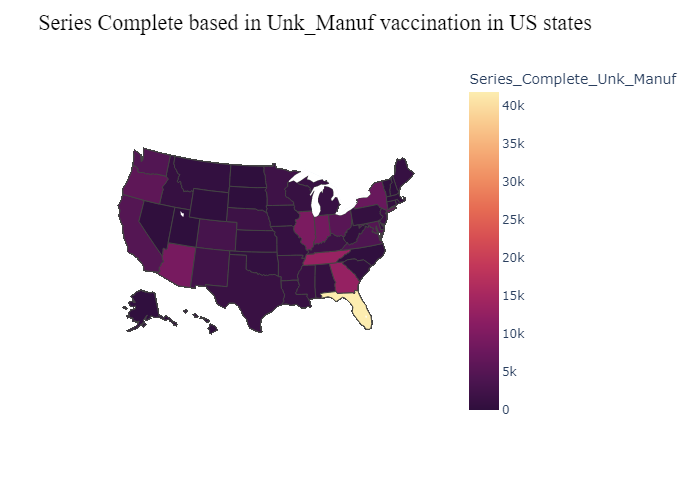 Series Complete based in Unk_Manuf vaccination in US states
Series_Complete_Unk_Manuf
40k
35k
30k
25k
20k
15k
10k
5k
0